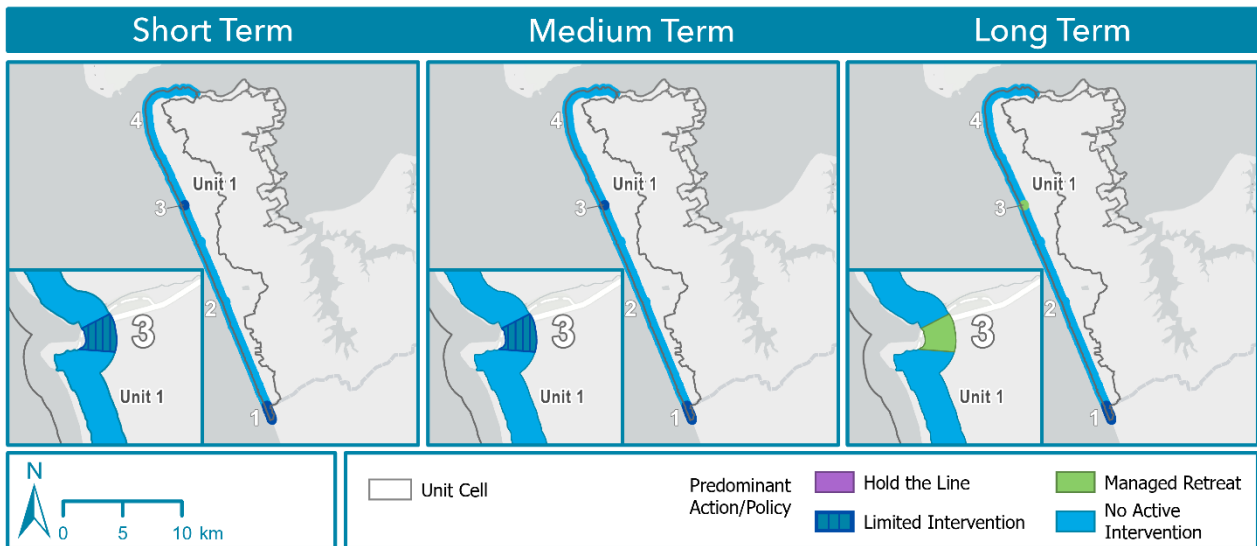 Short Term
Medium Term
Long Term
4
Unit 1
3
2
1
3
Unit 1
4
Unit 1
3
2
1
3
Unit 1
4
Unit 1
3
2
1
3
Unit 1
N
0 5 10 km
Unit Cell
Predominant
Action/Policy
Hold the Line
Limited Intervention
Managed Retreat
No Active
Intervention